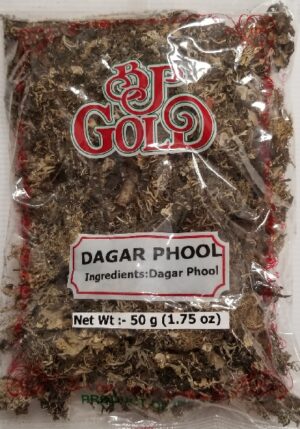 BJ
GOLD
DAGAR PHOOL
Ingredients:Dagar Phool
Net Wt :- 50 g (1.75 oz)